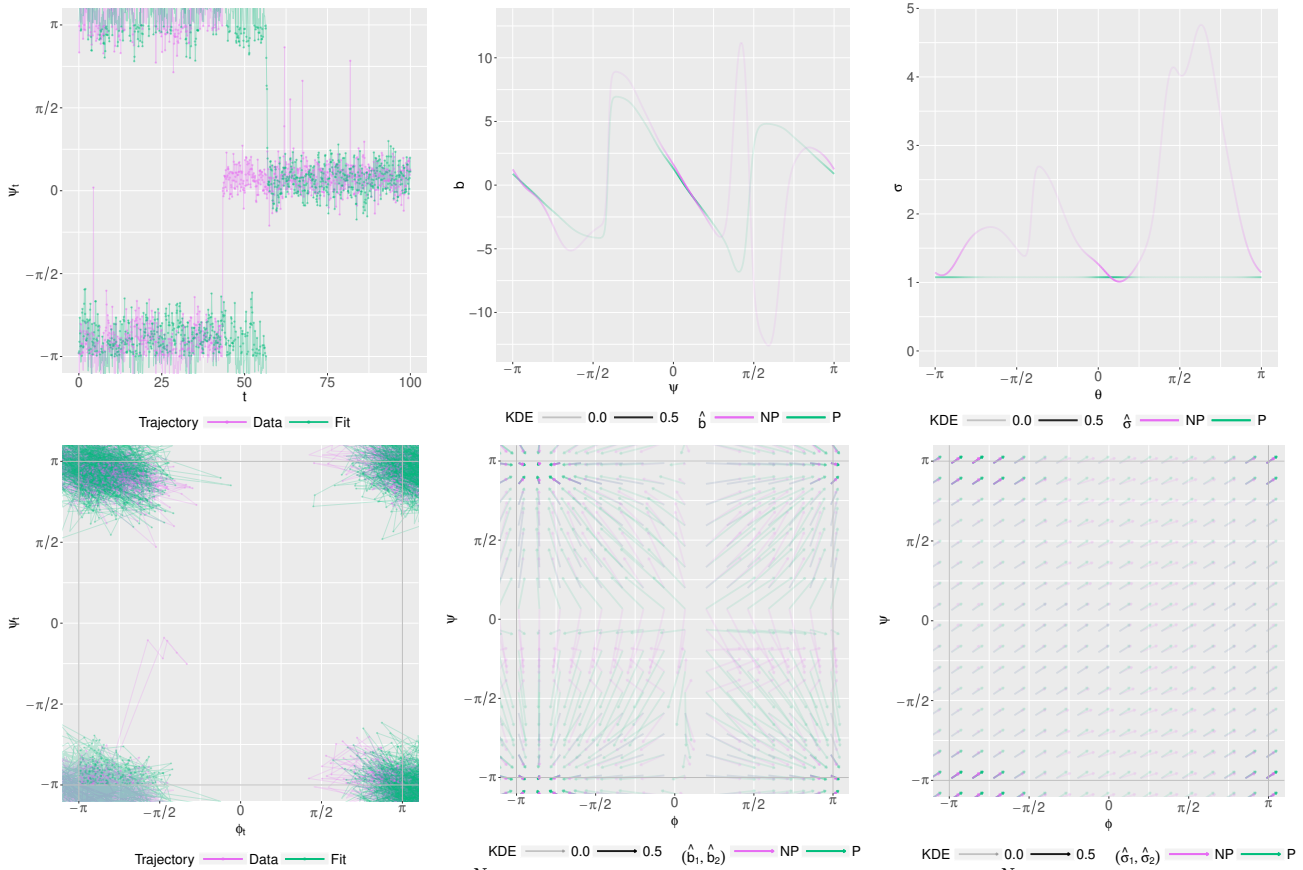 π
π/2
0
−π/2
−π
ψt
0 25 50 75 100
t
Trajectory Data Fit
10
5
0
−5
−10
b
−π −π/2 0 π/2 π
ψ
KDE 0.0 0.5 b̂ NP P
5
4
3
2
1
0
σ
−π −π/2 0 π/2 π
θ
KDE 0.0 0.5 σ̂ NP P
π
π/2
0
−π/2
−π
ψt
−π −π/2 0 π/2 π
ϕt
Trajectory Data Fit
π
π/2
0
−π/2
−π
ψ
−π −π/2 0 π/2 π
ϕ
KDE 0.0 0.5 (b̂1, b̂2) NP P
π
π/2
0
−π/2
−π
ψ
−π −π/2 0 π/2 π
ϕ
KDE 0.0 0.5 (σ̂1, σ̂2) NP P